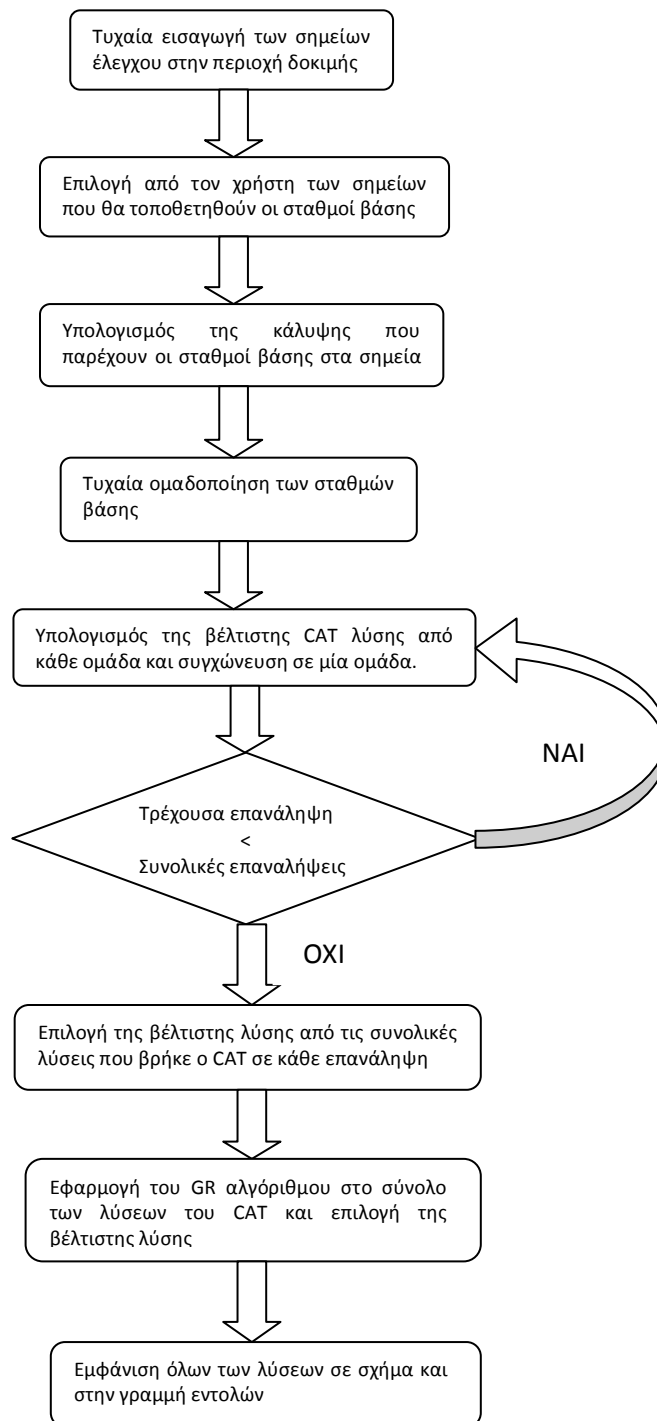 Τυχαία εισαγωγή των σημείων
έλεγχου στην περιοχή δοκιμής
Επιλογή από τον χρήστη των σημείων
που θα τοποθετηθούν οι σταθμοί βάσης
Υπολογισμός της κάλυψης που
παρέχουν οι σταθμοί βάσης στα σημεία
Τυχαία ομαδοποίηση των σταθμών
βάσης
Υπολογισμός της βέλτιστης CAT λύσης από
κάθε ομάδα και συγχώνευση σε μία ομάδα.
ΝΑΙ
Τρέχουσα επανάληψη
<
Συνολικές επαναλήψεις
ΟΧΙ
Επιλογή της βέλτιστης λύσης από τις συνολικές
λύσεις που βρήκε ο CAT σε κάθε επανάληψη
Εφαρμογή του GR αλγόριθμου στο σύνολο
των λύσεων του CAT και επιλογή της
βέλτιστης λύσης
Εμφάνιση όλων των λύσεων σε σχήμα και
στην γραμμή εντολών